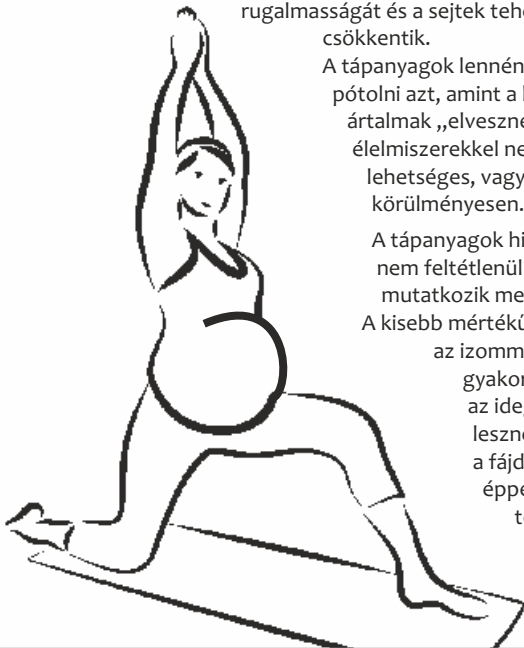 rugalmasságát és a sejtek tehe
csökkentik.
A tápanyagok lennén
pótolni azt, amint a
ártalmak „elveszne
élelmiszerekkel ne
lehetséges, vagy
körülményesen.
A tápanyagok hi
nem feltétlenül
mutatkozik me
A kisebb mértékű
az izomm
gyakor
az ideg
leszne
a fájd
éppe